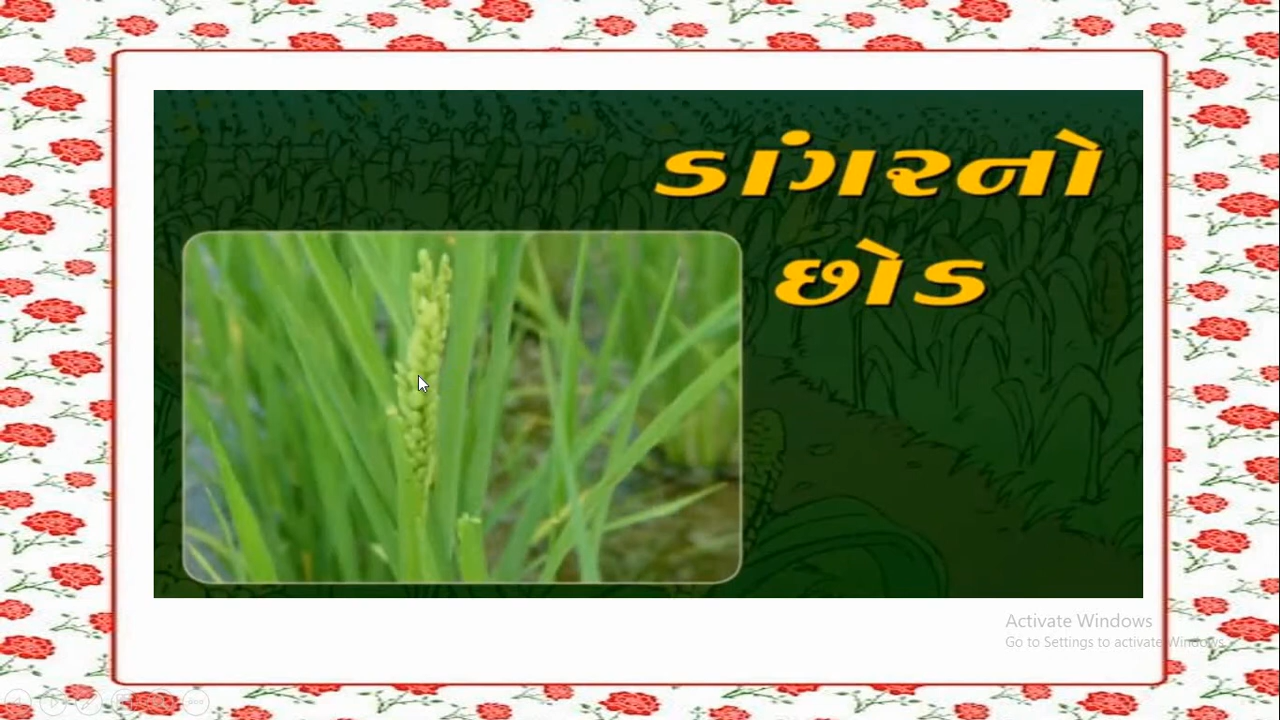 ડાંગરનો
છોડ
Activate Windows
Go to Settings to activate Windows.